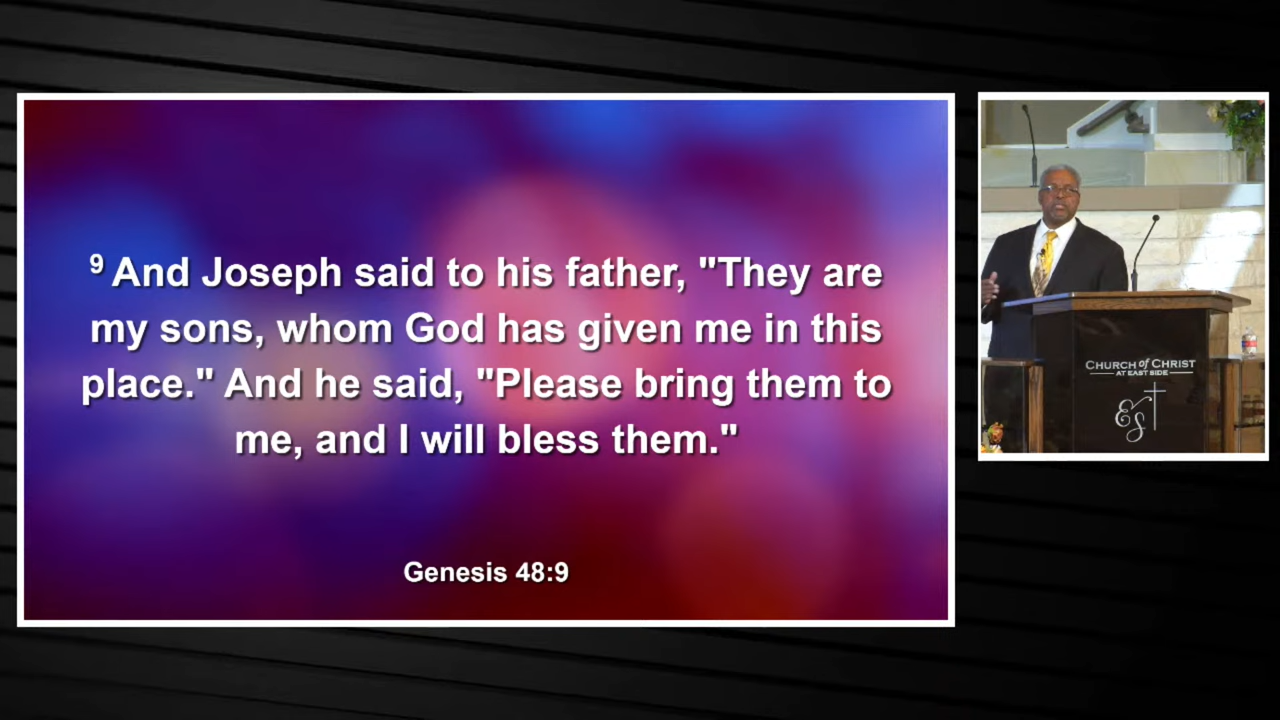 9 And Joseph said to his father, "They are
my sons, whom God has given me in this
place." And he said, "Please bring them to
me, and I will bless them."
Genesis 48:9
CHURCH of CHRIST
AT EAST SIDE
ES